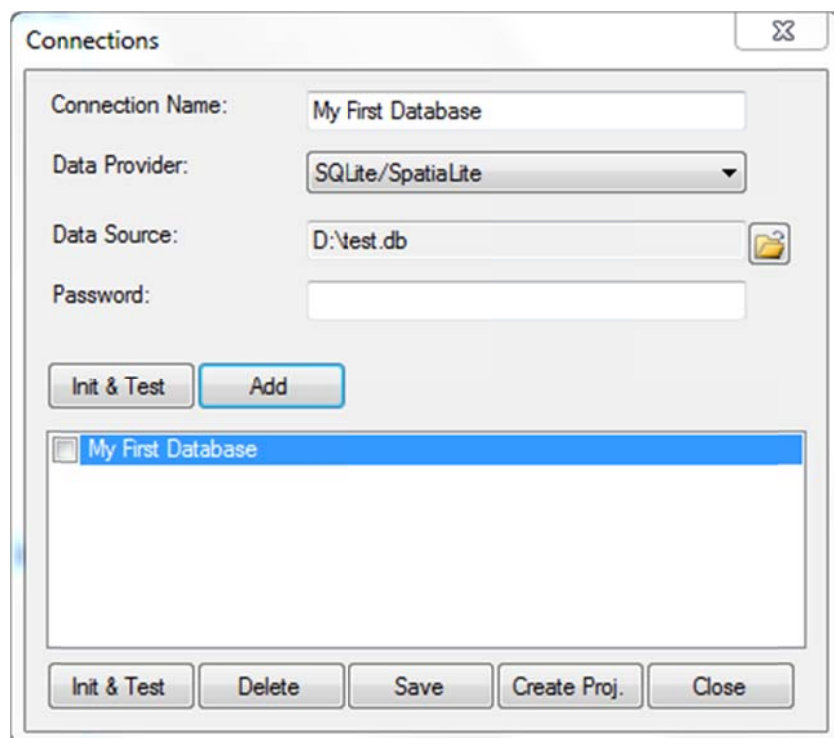 Connections
Connection Name: My First Database
Data Provider: SQLite/SpatiaLite
Data Source: D:\test.db
Password:
Init & Test Add
My First Database
Init & Test Delete Save Create Proj. Close